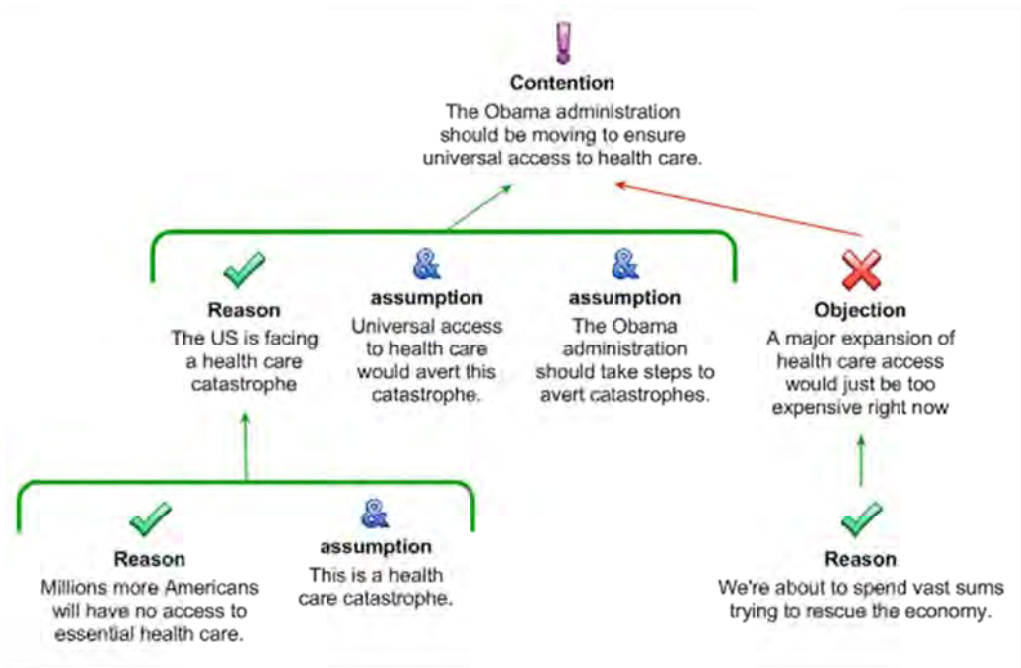 Contention
The Obama administration
should be moving to ensure
universal access to health care.
Reason
The US is facing
a health care
catastrophe
&
assumption
Universal access
to health care
would avert this
catastrophe.
&
assumption
The Obama
administration
should take steps to
avert catastrophes.
Objection
A major expansion of
health care access
would just be too
expensive right now
Reason
Millions more Americans
will have no access to
essential health care.
&
assumption
This is a health
care catastrophe.
Reason
We're about to spend vast sums
trying to rescue the economy.